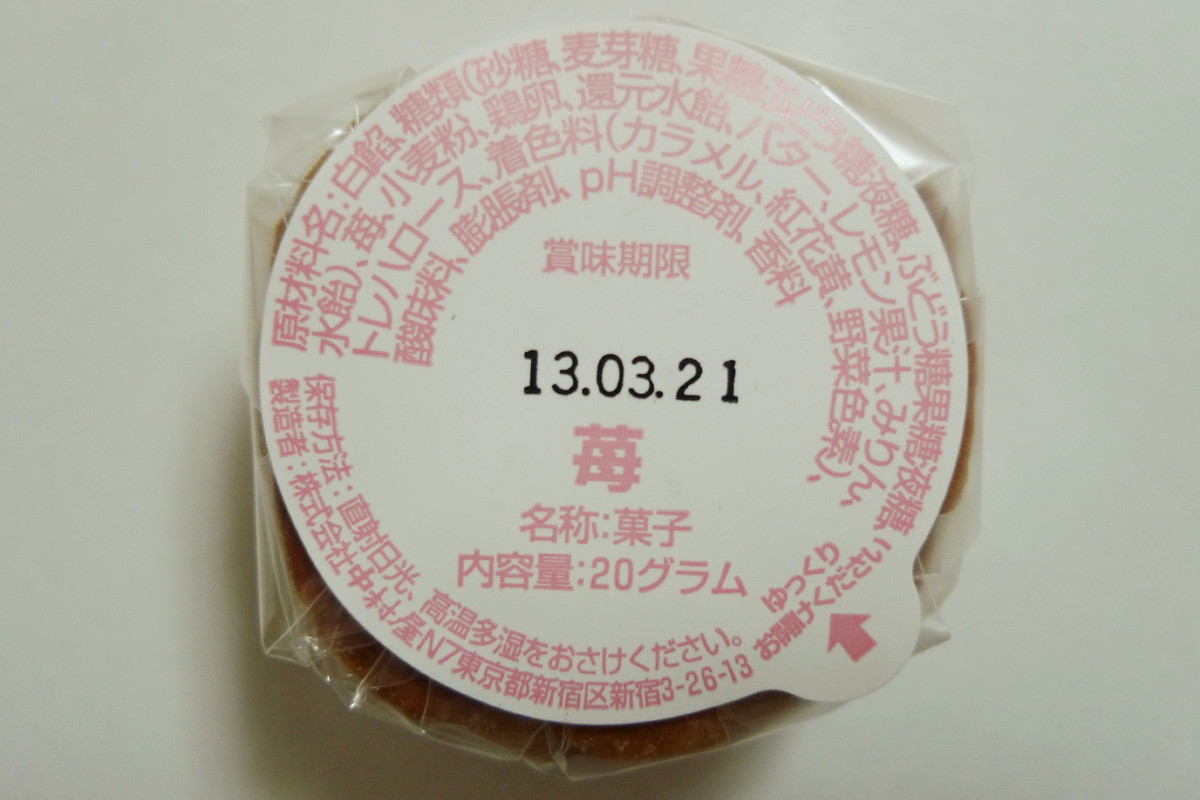 原材料名：白餡、糖類（砂糖、麦芽糖、果糖、ぶどう糖液糖、ぶどう糖果糖液糖、
水飴）、苺、小麦粉、鶏卵、還元水飴、バター、レモン果汁、みりん、
トレハロース、着色料（カラメル、紅花黄、野菜色素）、
酸味料、膨脹剤、pH調整剤、香料
賞味期限
13.03.21
苺
名称：菓子
内容量：20グラム
保存方法：直射日光、高温多湿をおさけください。
製造者：株式会社中村屋N7東京都新宿区新宿3-26-13
ゆっくり
お開けください